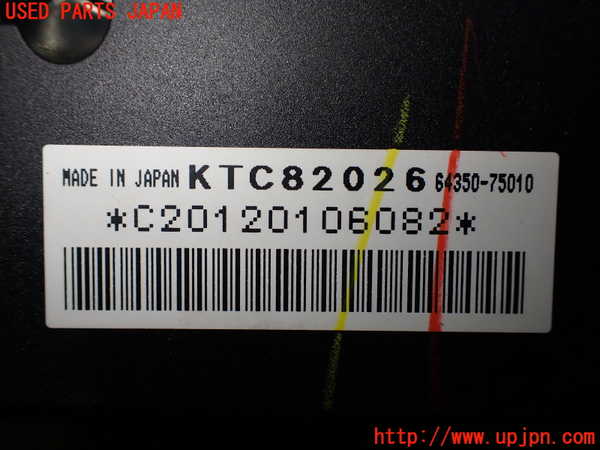 USED PARTS JAPAN
MADE IN JAPAN KTC82026 64350-75010
*C20120106082*
http://www.upjpn.com/